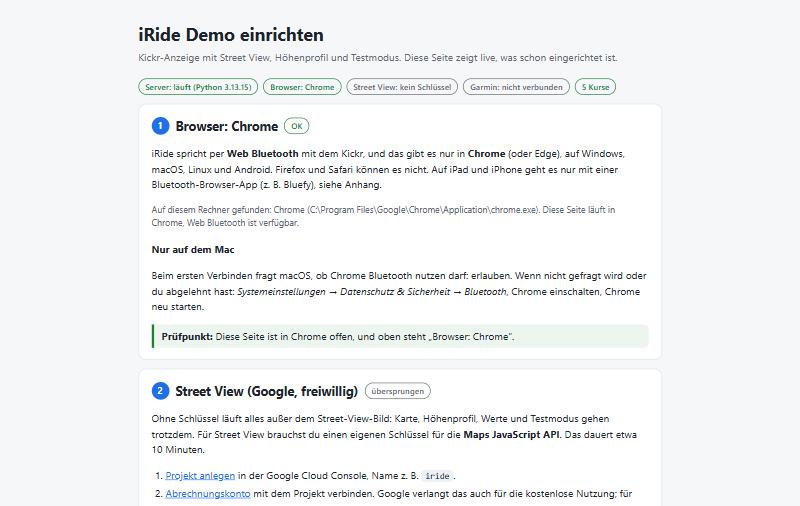 iRide Demo einrichten
Kickr-Anzeige mit Street View, Höhenprofil und Testmodus. Diese Seite zeigt live, was schon eingerichtet ist.
Server: läuft (Python 3.13.15) Browser: Chrome Street View: kein Schlüssel Garmin: nicht verbunden 5 Kurse
1 Browser: Chrome OK
iRide spricht per Web Bluetooth mit dem Kickr, und das gibt es nur in Chrome (oder Edge), auf Windows,
macOS, Linux und Android. Firefox und Safari können es nicht. Auf iPad und iPhone geht es nur mit einer
Bluetooth-Browser-App (z. B. Bluefy), siehe Anhang.
Auf diesem Rechner gefunden: Chrome (C:\Program Files\Google\Chrome\Application\chrome.exe). Diese Seite läuft in
Chrome, Web Bluetooth ist verfügbar.
Nur auf dem Mac
Beim ersten Verbinden fragt macOS, ob Chrome Bluetooth nutzen darf: erlauben. Wenn nicht gefragt wird oder
du abgelehnt hast: Systemeinstellungen → Datenschutz & Sicherheit → Bluetooth, Chrome einschalten, Chrome
neu starten.
Prüfpunkt: Diese Seite ist in Chrome offen, und oben steht „Browser: Chrome“.
2 Street View (Google, freiwillig) übersprungen
Ohne Schlüssel läuft alles außer dem Street-View-Bild: Karte, Höhenprofil, Werte und Testmodus gehen
trotzdem. Für Street View brauchst du einen eigenen Schlüssel für die Maps JavaScript API. Das dauert etwa
10 Minuten.
1. Projekt anlegen in der Google Cloud Console, Name z. B. iride.
2. Abrechnungskonto mit dem Projekt verbinden. Google verlangt das auch für die kostenlose Nutzung; für